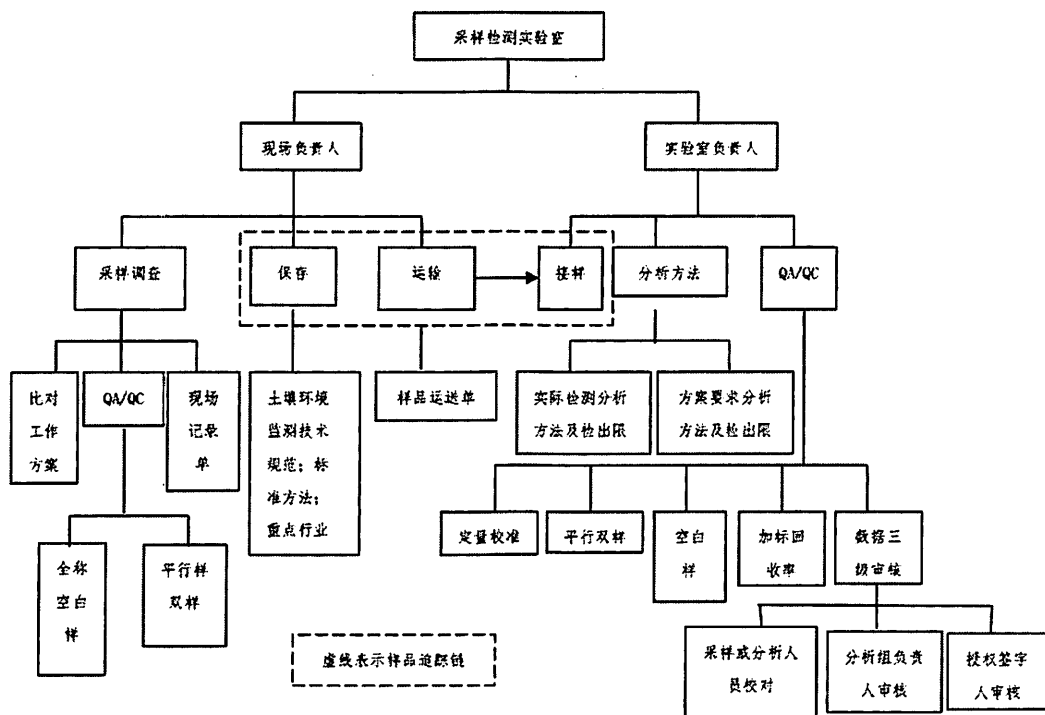 采样检测实验室
现场负责人
实验室负责人
采样调查
保存
运输
接样
分析方法
QA/QC
比对
工作
方案
QA/QC
现场
记录
单
土填环境
监测技术
规范；标
准方法；
重点行业
样品运送单
实际检测分析
方法及检出限
方案要求分析
方法及检出限
全称
空白
样
平行样
双样
定量校准
平行双样
空白
样
加标回
收率
数据三
级审核
虚线表示样品追踪链
采样或分析人
员校对
分析组负责
人审核
授权签字
人审核